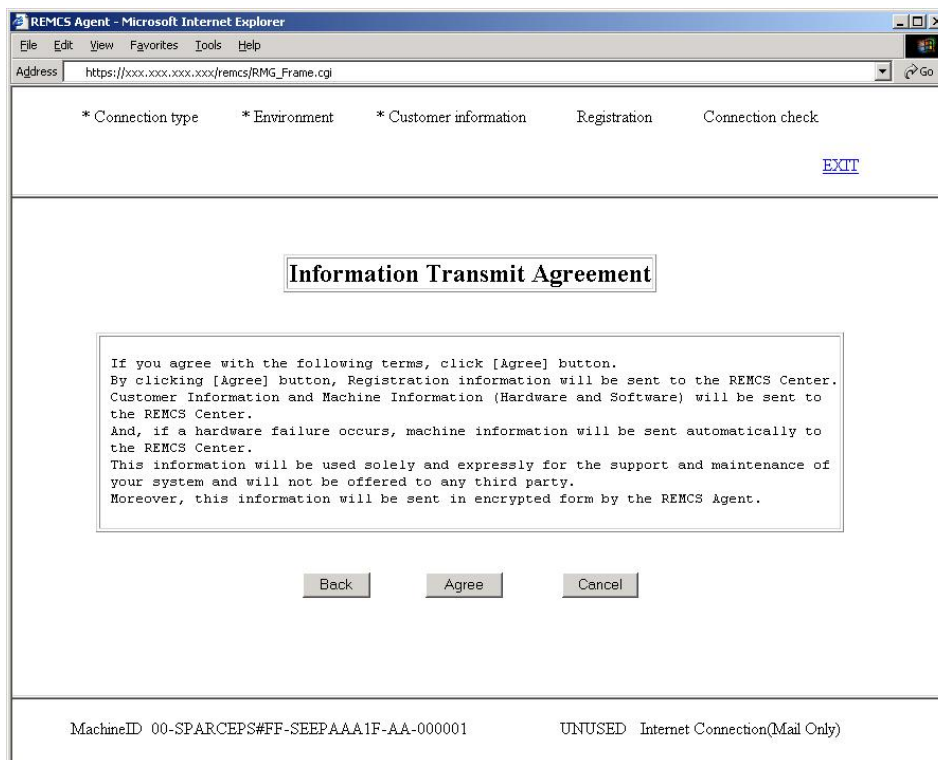 REMCS Agent - Microsoft Internet Explorer
File Edit View Favorites Tools Help
Address https://xxx.xxx.xxx.xxx/remcs/RMG_Frame.cgi Go
* Connection type * Environment * Customer information Registration Connection check
EXIT
Information Transmit Agreement
If you agree with the following terms, click [Agree] button.
By clicking [Agree] button, Registration information will be sent to the REMCS Center.
Customer Information and Machine Information (Hardware and Software) will be sent to
the REMCS Center.
And, if a hardware failure occurs, machine information will be sent automatically to
the REMCS Center.
This information will be used solely and expressly for the support and maintenance of
your system and will not be offered to any third party.
Moreover, this information will be sent in encrypted form by the REMCS Agent.
Back Agree Cancel
MachineID 00-SPARCEPS#FF-SEEPAAA1F-AA-000001 UNUSED Internet Connection(Mail Only)